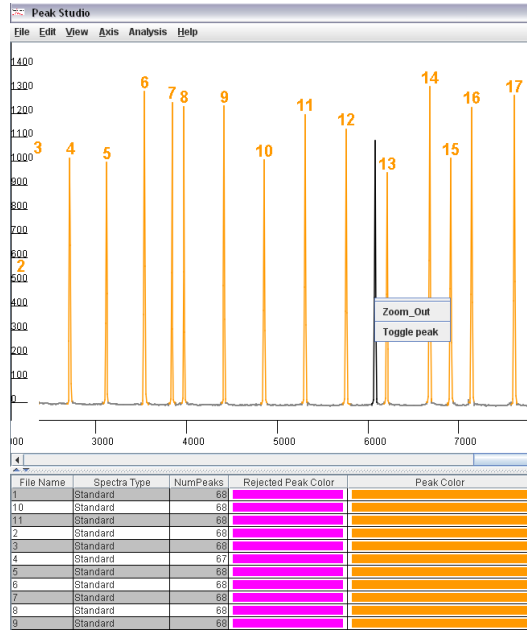 Peak Studio
File Edit View Axis Analysis Help
1400
1300
1200
1100
1000
900
800
700
600
500
400
300
200
100
0
2 3 4 5 6 7 8 9 10 11 12 13 14 15 16 17
Zoom_Out
Toggle peak
000 3000 4000 5000 6000 7000
File Name Spectra Type NumPeaks Rejected Peak Color Peak Color
1 Standard 68
10 Standard 68
11 Standard 68
2 Standard 68
3 Standard 68
4 Standard 67
5 Standard 68
6 Standard 68
7 Standard 68
8 Standard 68
9 Standard 68